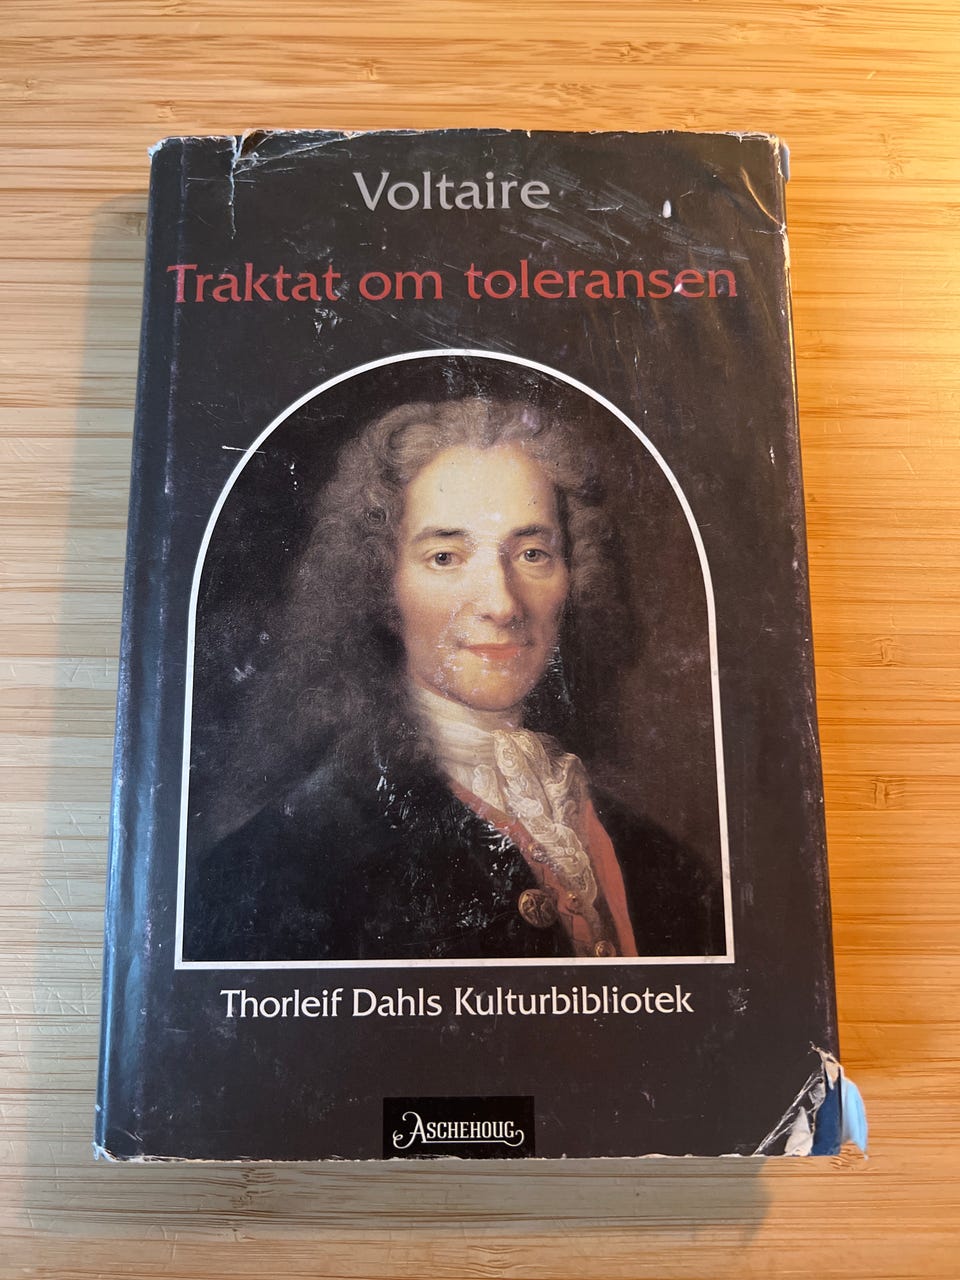 Voltaire
Traktat om toleransen
Thorleif Dahls Kulturbibliotek
ASCHEHOUG